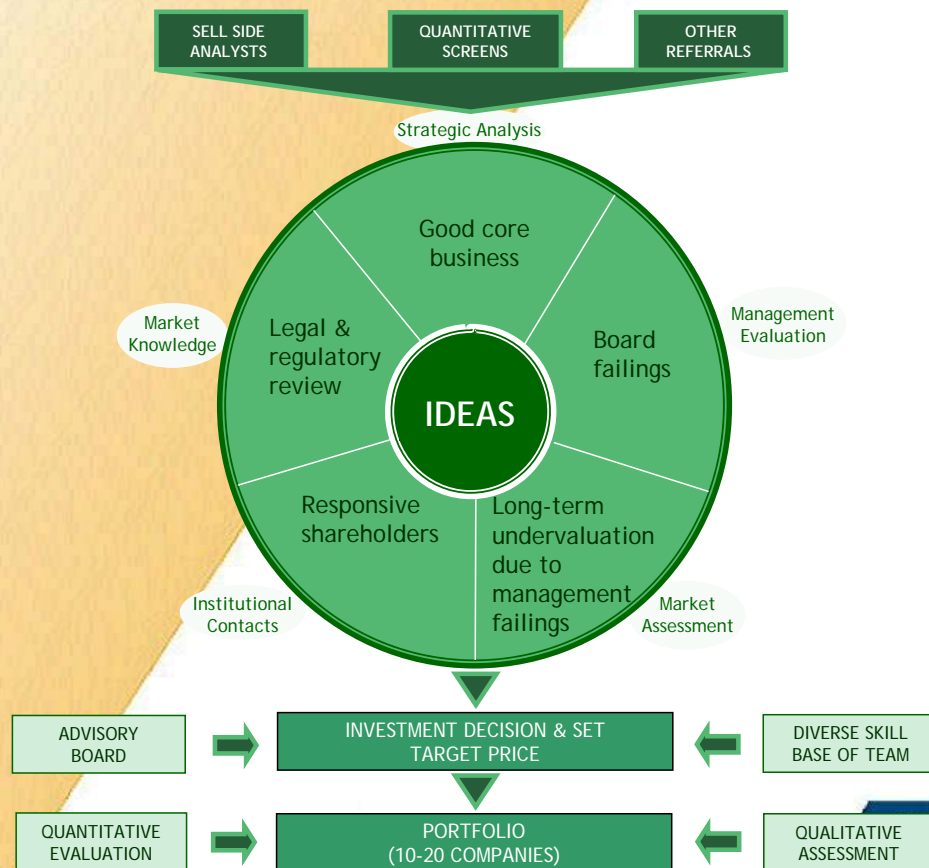 SELL SIDE
ANALYSTS
QUANTITATIVE
SCREENS
OTHER
REFERRALS
Strategic Analysis
Good core
business
Market
Knowledge
Legal &
regulatory
review
IDEAS
Board
failings
Management
Evaluation
Responsive
shareholders
Long-term
undervaluation
due to
management
failings
Institutional
Contacts
Market
Assessment
ADVISORY
BOARD
INVESTMENT DECISION & SET
TARGET PRICE
DIVERSE SKILL
BASE OF TEAM
QUANTITATIVE
EVALUATION
PORTFOLIO
(10-20 COMPANIES)
QUALITATIVE
ASSESSMENT